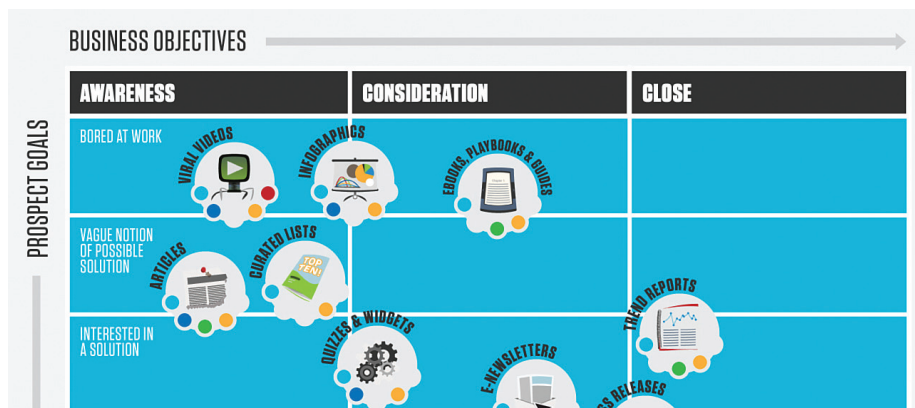 BUSINESS OBJECTIVES
PROSPECT GOALS
AWARENESS
CONSIDERATION
CLOSE
BORED AT WORK
VIRAL VIDEOS
INFOGRAPHICS
EBOOKS, PLAYBOOKS & GUIDES
VAGUE NOTION
OF POSSIBLE
SOLUTION
ARTICLES
CURATED LISTS
TOP
TEN!
TREND REPORTS
INTERESTED IN
A SOLUTION
QUIZZES & WIDGETS
E-NEWSLETTERS
RELEASES